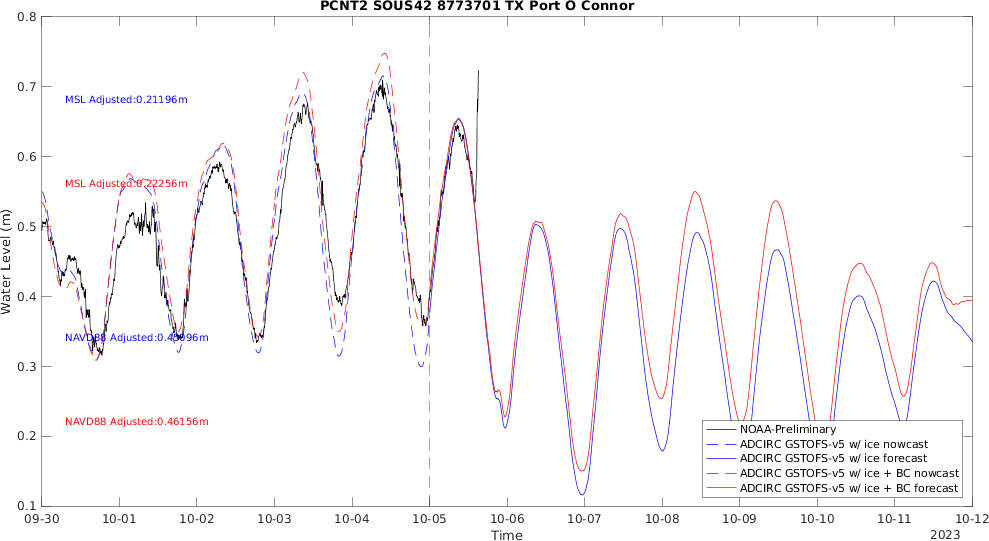 PCNT2 SOUS42 8773701 TX Port O Connor
0.8
0.7
0.6
0.5
0.4
0.3
0.2
0.1
Water Level (m)
MSL Adjusted:0.21196m
MSL Adjusted:0.22256m
NAVD88 Adjusted:
NAVD88 Adjusted:0.46156m
NOAA-Preliminary
ADCIRC GSTOFS-v5 w/ ice nowcast
ADCIRC GSTOFS-v5 w/ ice forecast
ADCIRC GSTOFS-v5 w/ ice + BC nowcast
ADCIRC GSTOFS-v5 w/ ice + BC forecast
09-30 10-01 10-02 10-03 10-04 10-05 10-06 10-07 10-08 10-09 10-10 10-11 10-12
Time
2023